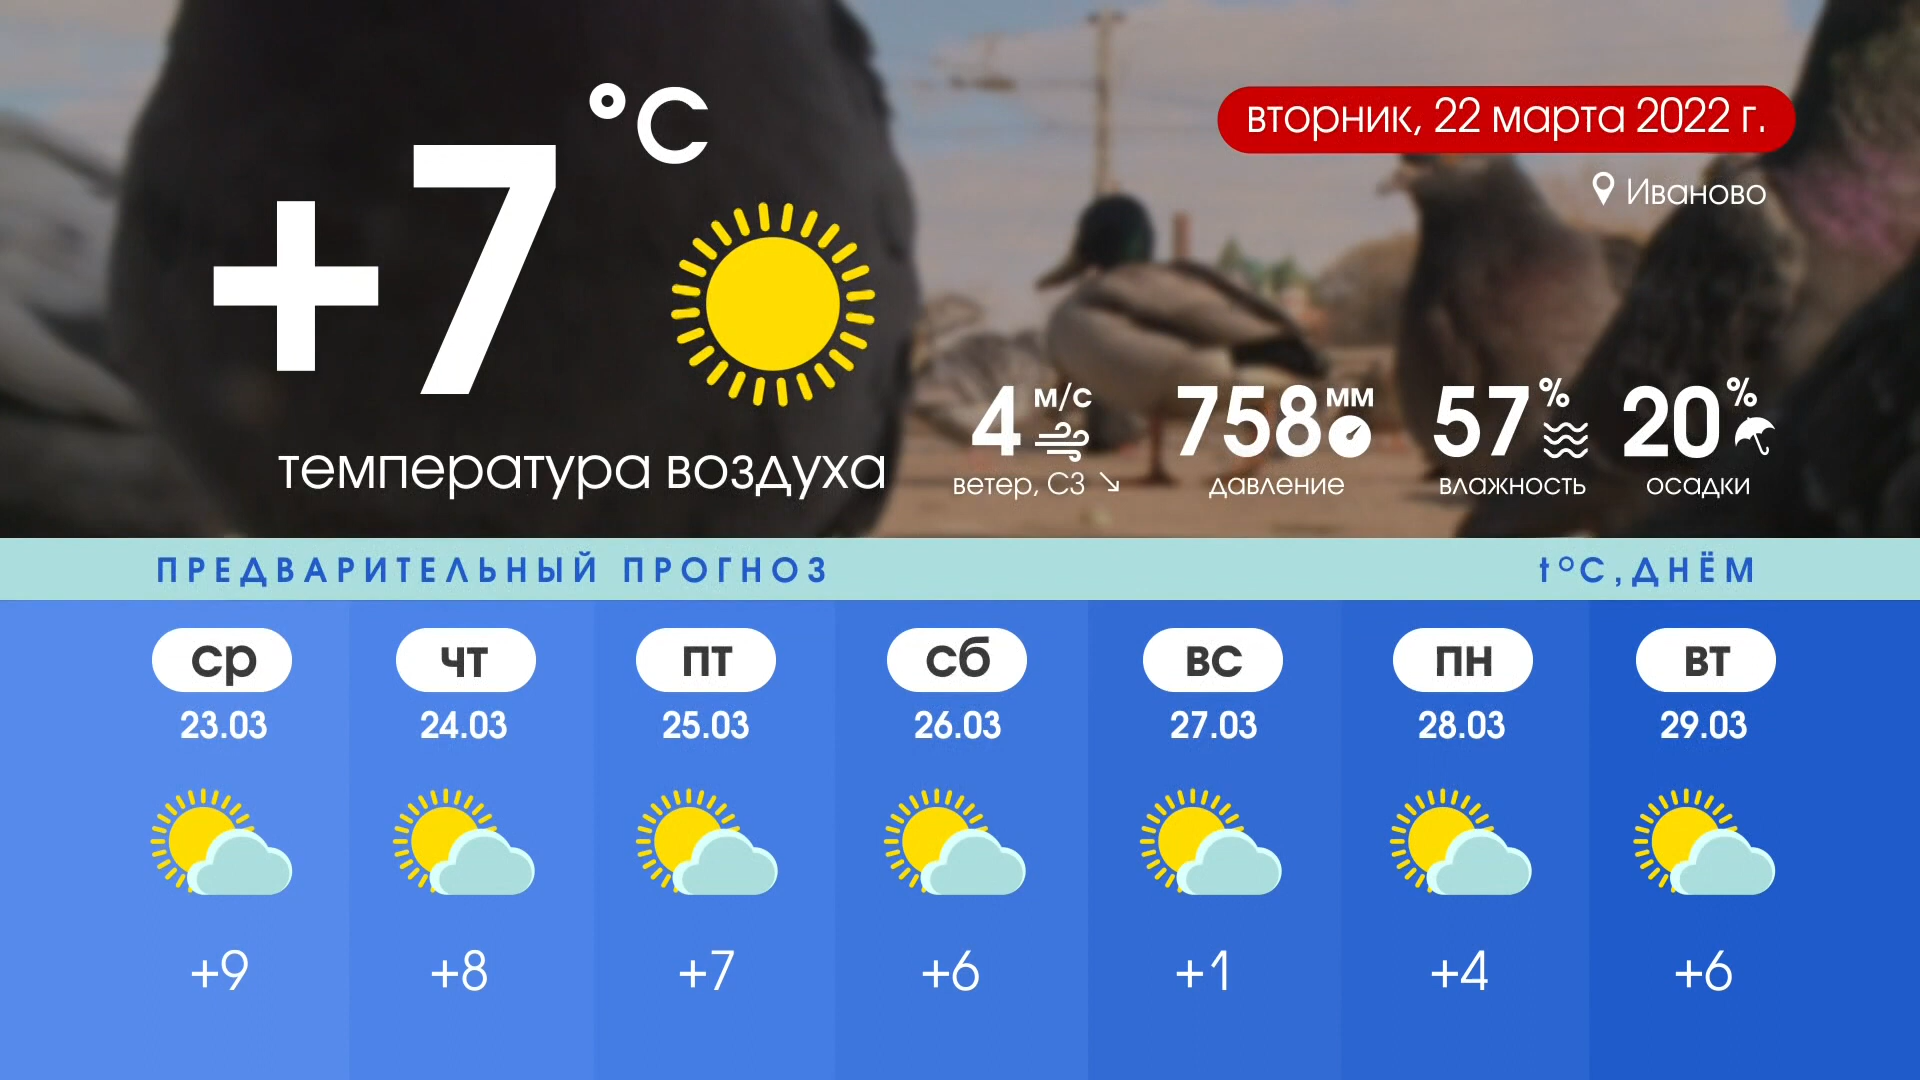 +7 °C
температура воздуха
вторник, 22 марта 2022 г.
Иваново
4 м/с
ветер, СЗ ↘
758 мм
давление
57 %
влажность
20 %
осадки
ПРЕДВАРИТЕЛЬНЫЙ ПРОГНОЗ
t°C, ДНЁМ
ср
23.03
+9
чт
24.03
+8
пт
25.03
+7
сб
26.03
+6
вс
27.03
+1
пн
28.03
+4
вт
29.03
+6